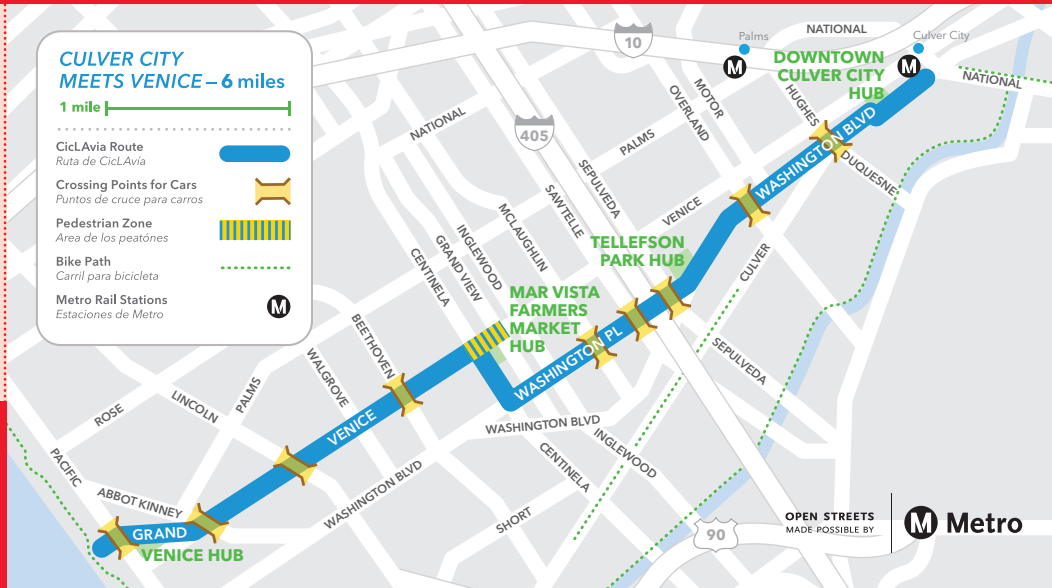 CULVER CITY
MEETS VENICE – 6 miles
1 mile
CicLAvia Route
Ruta de CicLAvía
Crossing Points for Cars
Puntos de cruce para carros
Pedestrian Zone
Area de los peatónes
Bike Path
Carril para bicicleta
Metro Rail Stations
Estaciones de Metro
M
10
405
90
NATIONAL
Palms
M
Culver City
M
DOWNTOWN
CULVER CITY
HUB
NATIONAL
HUGHES
MOTOR
OVERLAND
NATIONAL
PALMS
WASHINGTON BLVD
DUQUESNE
SEPULVEDA
SAWTELLE
VENICE
MCLAUGHLIN
INGLEWOOD
GRAND VIEW
CENTINELA
TELLEFSON
PARK HUB
CULVER
MAR VISTA
FARMERS
MARKET
HUB
WASHINGTON PL
SEPULVEDA
BEETHOVEN
WALGROVE
PALMS
LINCOLN
ROSE
VENICE
WASHINGTON BLVD
INGLEWOOD
CENTINELA
WASHINGTON BLVD
SHORT
PACIFIC
ABBOT KINNEY
GRAND
VENICE HUB
OPEN STREETS
MADE POSSIBLE BY
M Metro